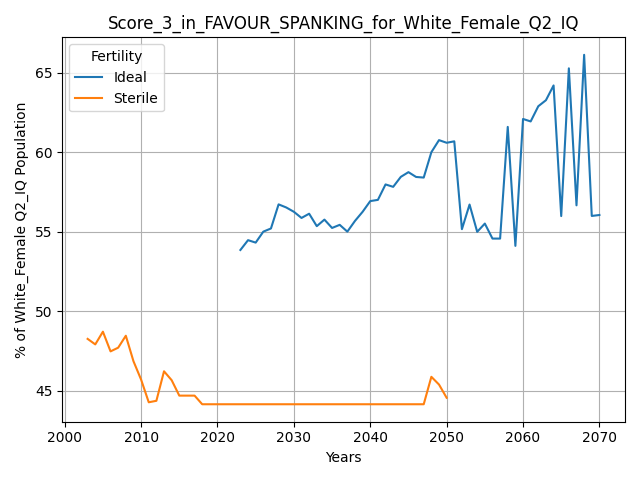 Score_3_in_FAVOUR_SPANKING_for_White_Female_Q2_IQ
Fertility
Ideal
Sterile
% of White_Female Q2_IQ Population
65
60
55
50
45
2000 2010 2020 2030 2040 2050 2060 2070
Years